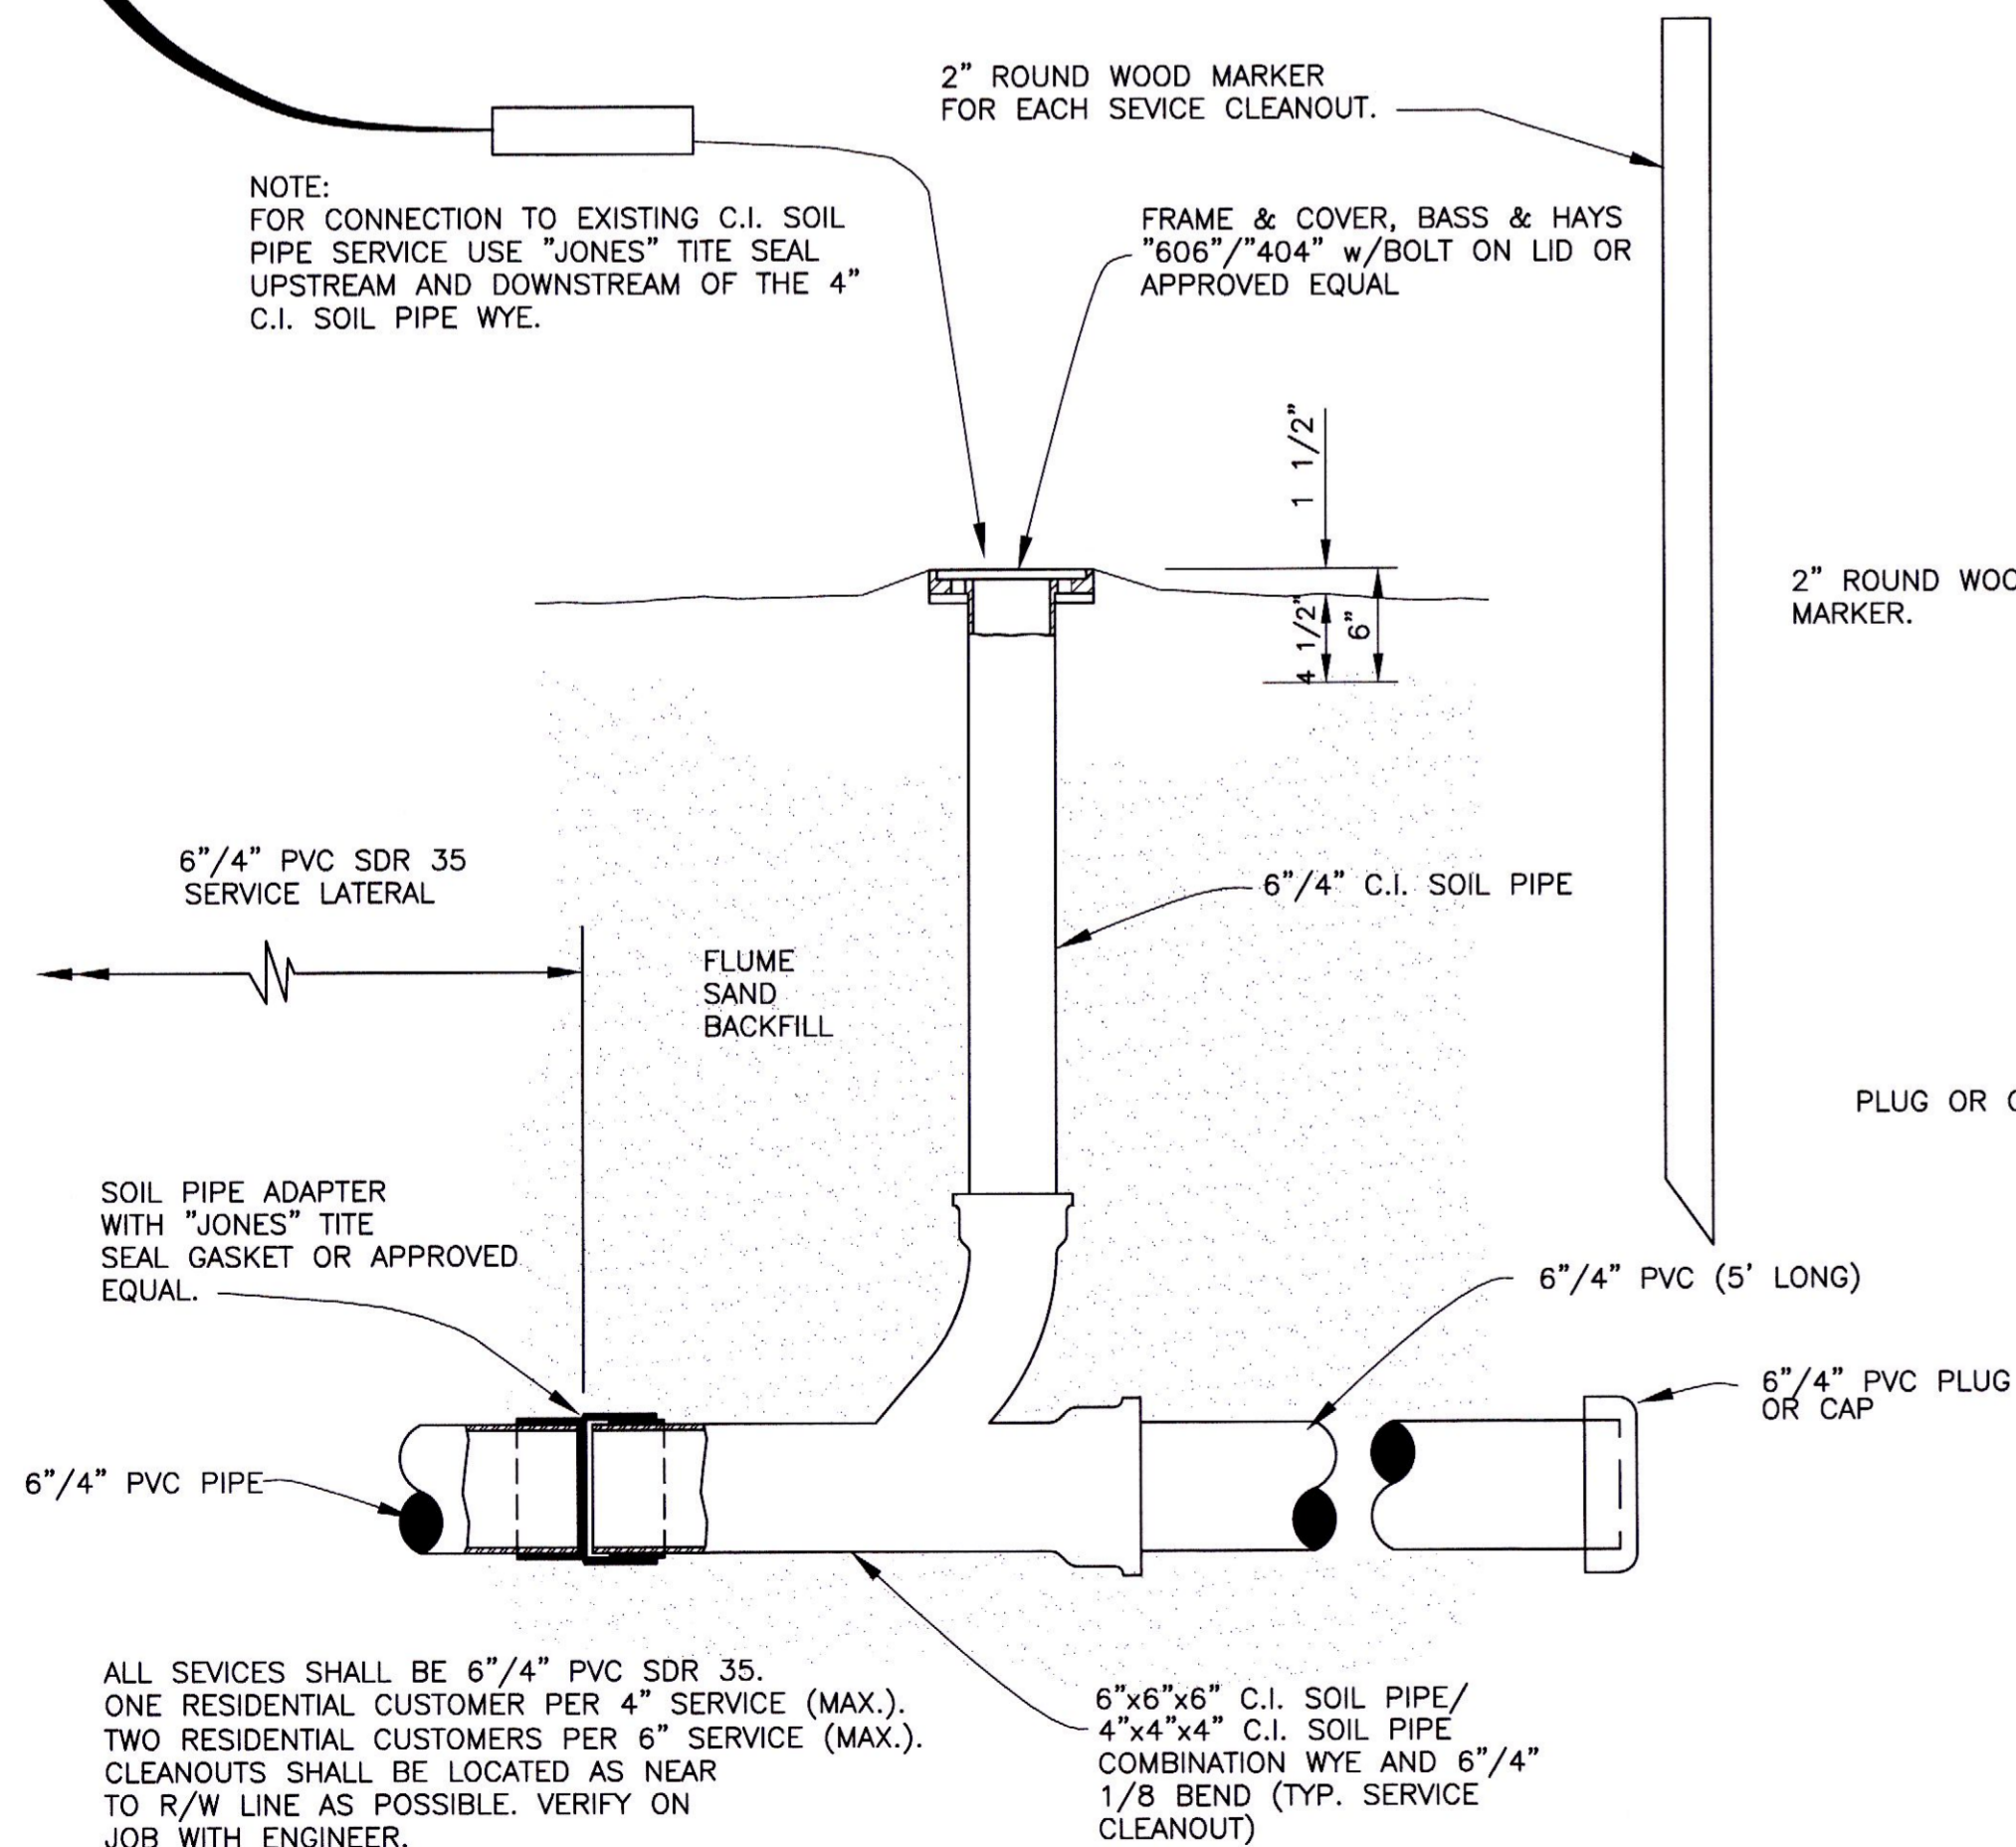 2" ROUND WOOD MARKER
FOR EACH SEVICE CLEANOUT.
NOTE:
FOR CONNECTION TO EXISTING C.I. SOIL
PIPE SERVICE USE "JONES" TITE SEAL
UPSTREAM AND DOWNSTREAM OF THE 4"
C.I. SOIL PIPE WYE.
FRAME & COVER, BASS & HAYS
"606"/"404" w/BOLT ON LID OR
APPROVED EQUAL
1 1/2"
4 1/2"
6"
2" ROUND WOO
MARKER.
6"/4" PVC SDR 35
SERVICE LATERAL
6"/4" C.I. SOIL PIPE
FLUME
SAND
BACKFILL
PLUG OR
SOIL PIPE ADAPTER
WITH "JONES" TITE
SEAL GASKET OR APPROVED
EQUAL.
6"/4" PVC (5' LONG)
6"/4" PVC PLUG
OR CAP
6"/4" PVC PIPE
ALL SEVICES SHALL BE 6"/4" PVC SDR 35.
ONE RESIDENTIAL CUSTOMER PER 4" SERVICE (MAX.).
TWO RESIDENTIAL CUSTOMERS PER 6" SERVICE (MAX.).
CLEANOUTS SHALL BE LOCATED AS NEAR
TO R/W LINE AS POSSIBLE. VERIFY ON
JOB WITH ENGINEER.
6"x6"x6" C.I. SOIL PIPE/
4"x4"x4" C.I. SOIL PIPE
COMBINATION WYE AND 6"/4"
1/8 BEND (TYP. SERVICE
CLEANOUT)